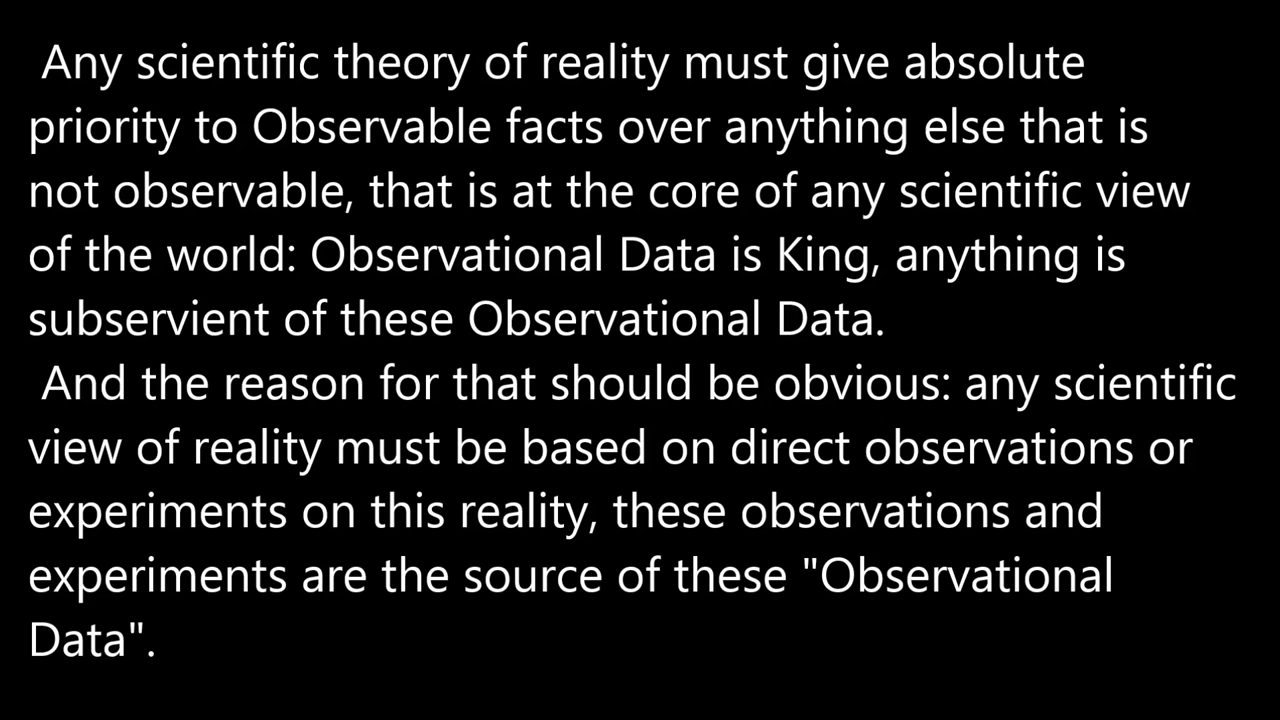 Any scientific theory of reality must give absolute
priority to Observable facts over anything else that is
not observable, that is at the core of any scientific view
of the world: Observational Data is King, anything is
subservient of these Observational Data.
And the reason for that should be obvious: any scientific
view of reality must be based on direct observations or
experiments on this reality, these observations and
experiments are the source of these "Observational
Data".